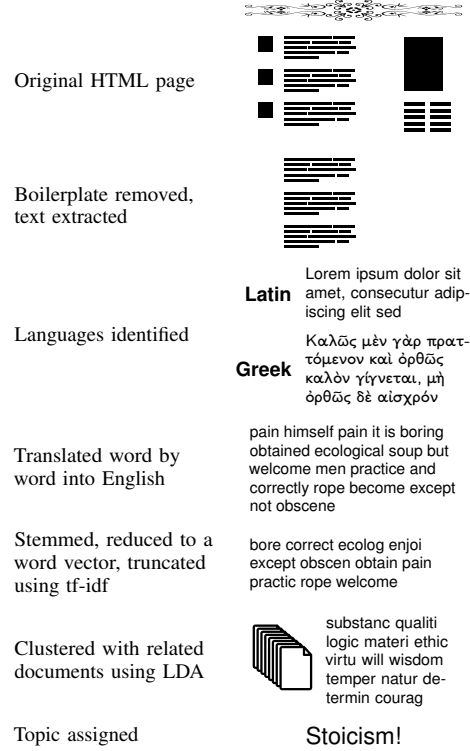 Original HTML page
Boilerplate removed,
text extracted
Languages identified
Latin
Lorem ipsum dolor sit
amet, consecutur adip-
iscing elit sed
Greek
Καλῶς μὲν γὰρ πρατ-
τόμενον καὶ ὀρθῶς
καλὸν γίγνεται, μὴ
ὀρθῶς δὲ αἰσχρόν
Translated word by
word into English
pain himself pain it is boring
obtained ecological soup but
welcome men practice and
correctly rope become except
not obscene
Stemmed, reduced to a
word vector, truncated
using tf-idf
bore correct ecolog enjoi
except obscen obtain pain
practic rope welcome
Clustered with related
documents using LDA
substanc qualiti
logic materi ethic
virtu will wisdom
temper natur de-
termin courag
Topic assigned
Stoicism!